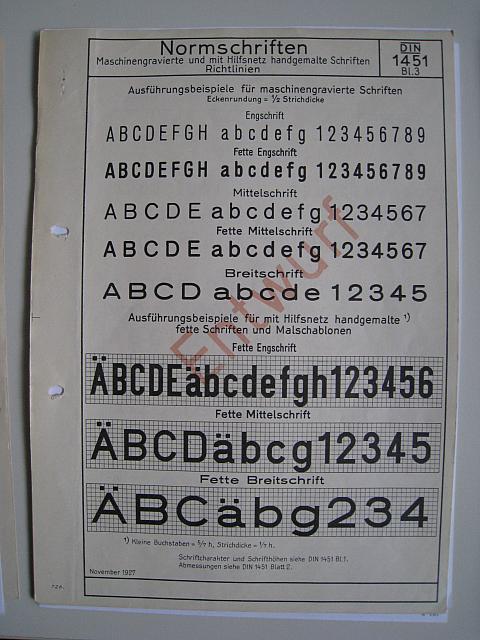 Normschriften
Maschinengravierte und mit Hilfsnetz handgemalte Schriften
Richtlinien
DIN
1451
Bl.3
Ausführungsbeispiele für maschinengravierte Schriften
Eckenrundung = ½ Strichdicke
Engschrift
ABCDEFGH abcdefg 123456789
Fette Engschrift
ABCDEFGH abcdefg 123456789
Mittelschrift
ABCDE abcdefg 1234567
Fette Mittelschrift
ABCDE abcdefg 1234567
Breitschrift
ABCD abcde 12345
Entwurf
Ausführungsbeispiele für mit Hilfsnetz handgemalte ¹)
fette Schriften und Malschablonen
Fette Engschrift
ÄBCDEäbcdefgh123456
Fette Mittelschrift
ÄBCDäbcg12345
Fette Breitschrift
ÄBCäbg234
¹) Kleine Buchstaben = 5/7 h, Strichdicke = 1/7 h.
Schriftcharakter und Schrifthöhen siehe DIN 1451 Bl.1.
Abmessungen siehe DIN 1451 Blatt 2.
November 1927